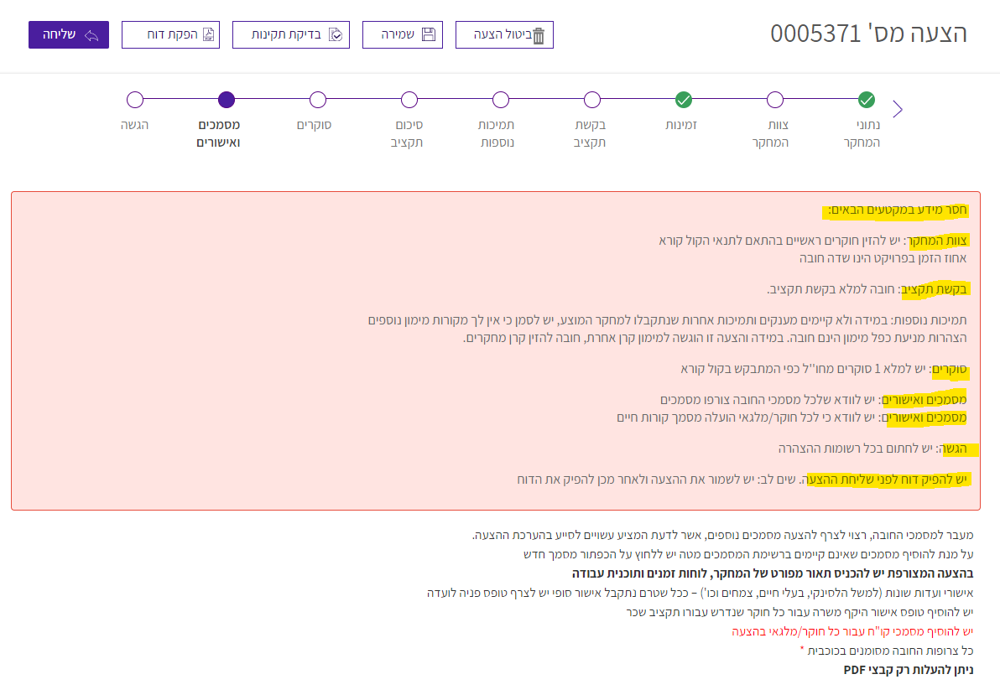 הצעה מס' 0005371
ביטול הצעה
שמירה
בדיקת תקינות
הפקת דוח
שליחה
נתוני המחקר
צוות המחקר
זמינות
בקשת תקציב
תמיכות נוספות
סיכום תקציב
סוקרים
מסמכים ואישורים
הגשה
חסר מידע במקטעים הבאים:
צוות המחקר: יש להזין חוקרים ראשיים בהתאם לתנאי הקול קורא
אחוז הזמן בפרויקט הינו שדה חובה
בקשת תקציב: חובה למלא בקשת תקציב.
תמיכות נוספות: במידה ולא קיימים מענקים ותמיכות אחרות שנתקבלו למחקר המוצע, יש לסמן כי אין לך מקורות מימון נוספים
הצהרות מניעת כפל מימון הינם חובה. במידה והצעה זו הוגשה למימון קרן אחרת, חובה להזין קרן מחקרים.
סוקרים: יש למלא 1 סוקרים מחו''ל כפי המתבקש בקול קורא
מסמכים ואישורים: יש לוודא שלכל מסמכי החובה צורפו מסמכים
מסמכים ואישורים: יש לוודא כי לכל חוקר/מלגאי הועלה מסמך קורות חיים
הגשה: יש לחתום בכל רשומות ההצהרה
יש להפיק דוח לפני שליחת ההצעה. שים לב: יש לשמור את ההצעה ולאחר מכן להפיק את הדוח
מעבר למסמכי החובה, רצוי לצרף להצעה מסמכים נוספים, אשר לדעת המציע עשויים לסייע בהערכת ההצעה.
על מנת להוסיף מסמכים שאינם קיימים ברשימת המסמכים מטה יש ללחוץ על הכפתור מסמך חדש
בהצעה המצורפת יש להכניס תאור מפורט של המחקר, לוחות זמנים ותוכנית עבודה
אישורי ועדות שונות (למשל הלסינקי, בעלי חיים, צמחים וכו') – ככל שטרם נתקבל אישור סופי יש לצרף טופס פניה לועדה
יש להוסיף טופס אישור היקף משרה עבור כל חוקר שנדרש עבורו תקציב שכר
יש להוסיף מסמכי קו"ח עבור כל חוקר/מלגאי בהצעה
כל צרופות החובה מסומנים בכוכבית *
ניתן להעלות רק קבצי PDF